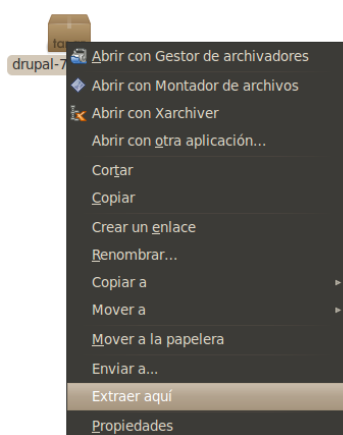 drupal-7
Abrir con Gestor de archivadores
Abrir con Montador de archivos
Abrir con Xarchiver
Abrir con otra aplicación...
Cortar
Copiar
Crear un enlace
Renombrar...
Copiar a
Mover a
Mover a la papelera
Enviar a...
Extraer aquí
Propiedades